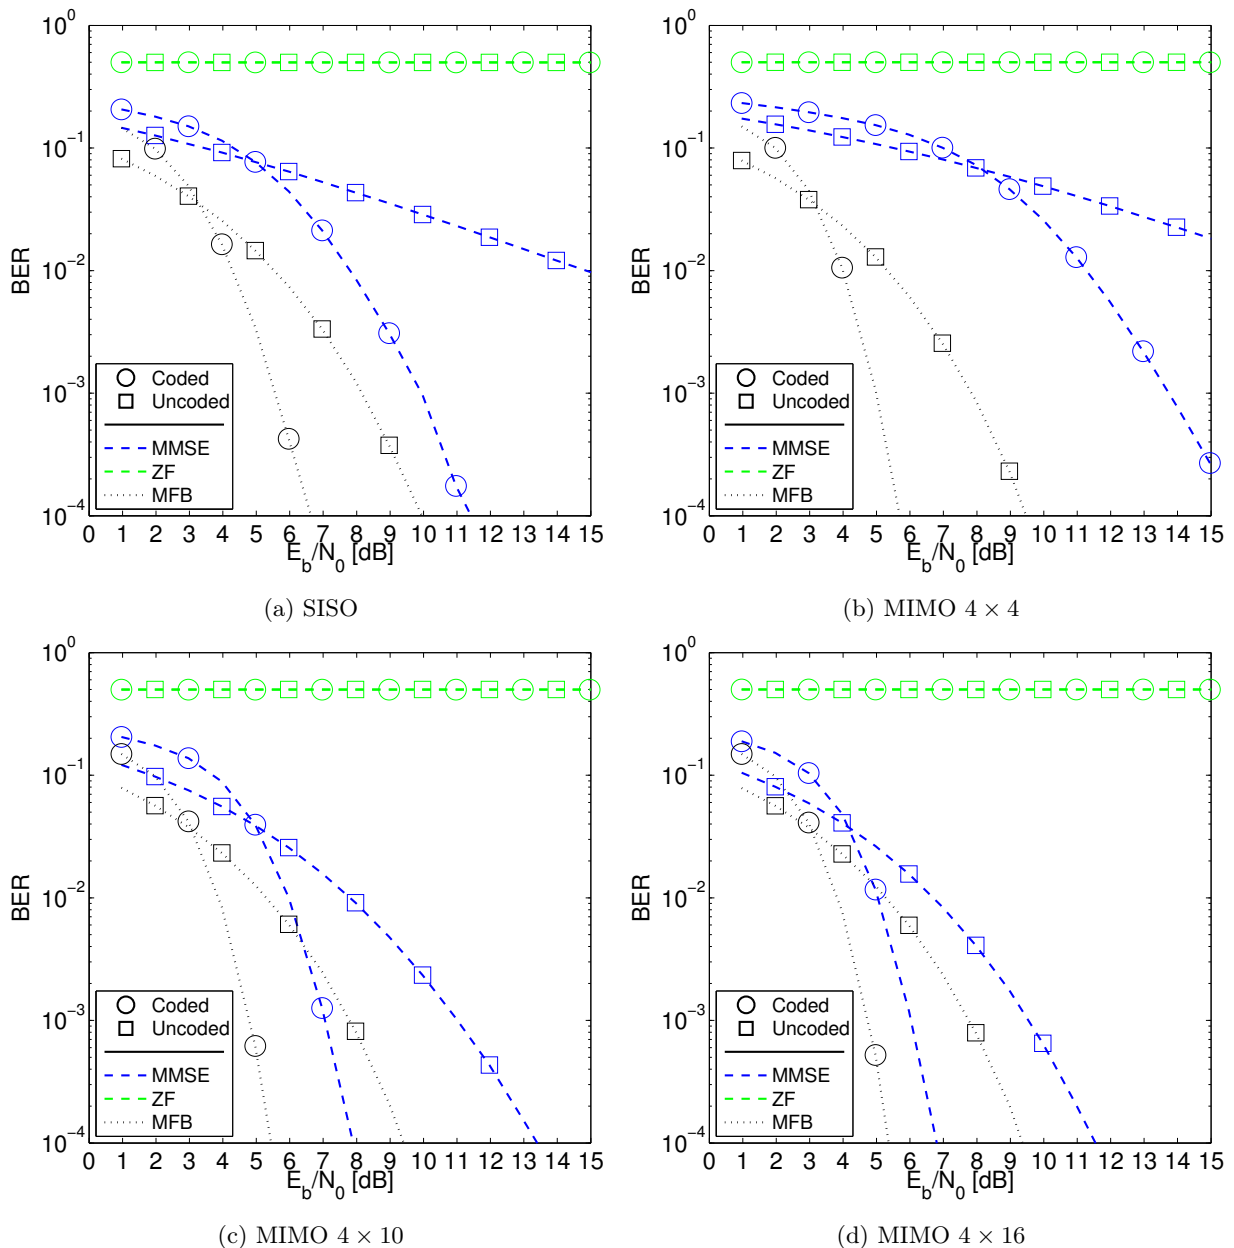 10^0
10^-1
10^-2
10^-3
10^-4
BER
Coded
Uncoded
MMSE
ZF
MFB
0 1 2 3 4 5 6 7 8 9 10 11 12 13 14 15
E_b/N_0 [dB]
(a) SISO
10^0
10^-1
10^-2
10^-3
10^-4
BER
Coded
Uncoded
MMSE
ZF
MFB
0 1 2 3 4 5 6 7 8 9 10 11 12 13 14 15
E_b/N_0 [dB]
(b) MIMO 4 × 4
10^0
10^-1
10^-2
10^-3
10^-4
BER
Coded
Uncoded
MMSE
ZF
MFB
0 1 2 3 4 5 6 7 8 9 10 11 12 13 14 15
E_b/N_0 [dB]
(c) MIMO 4 × 10
10^0
10^-1
10^-2
10^-3
10^-4
BER
Coded
Uncoded
MMSE
ZF
MFB
0 1 2 3 4 5 6 7 8 9 10 11 12 13 14 15
E_b/N_0 [dB]
(d) MIMO 4 × 16